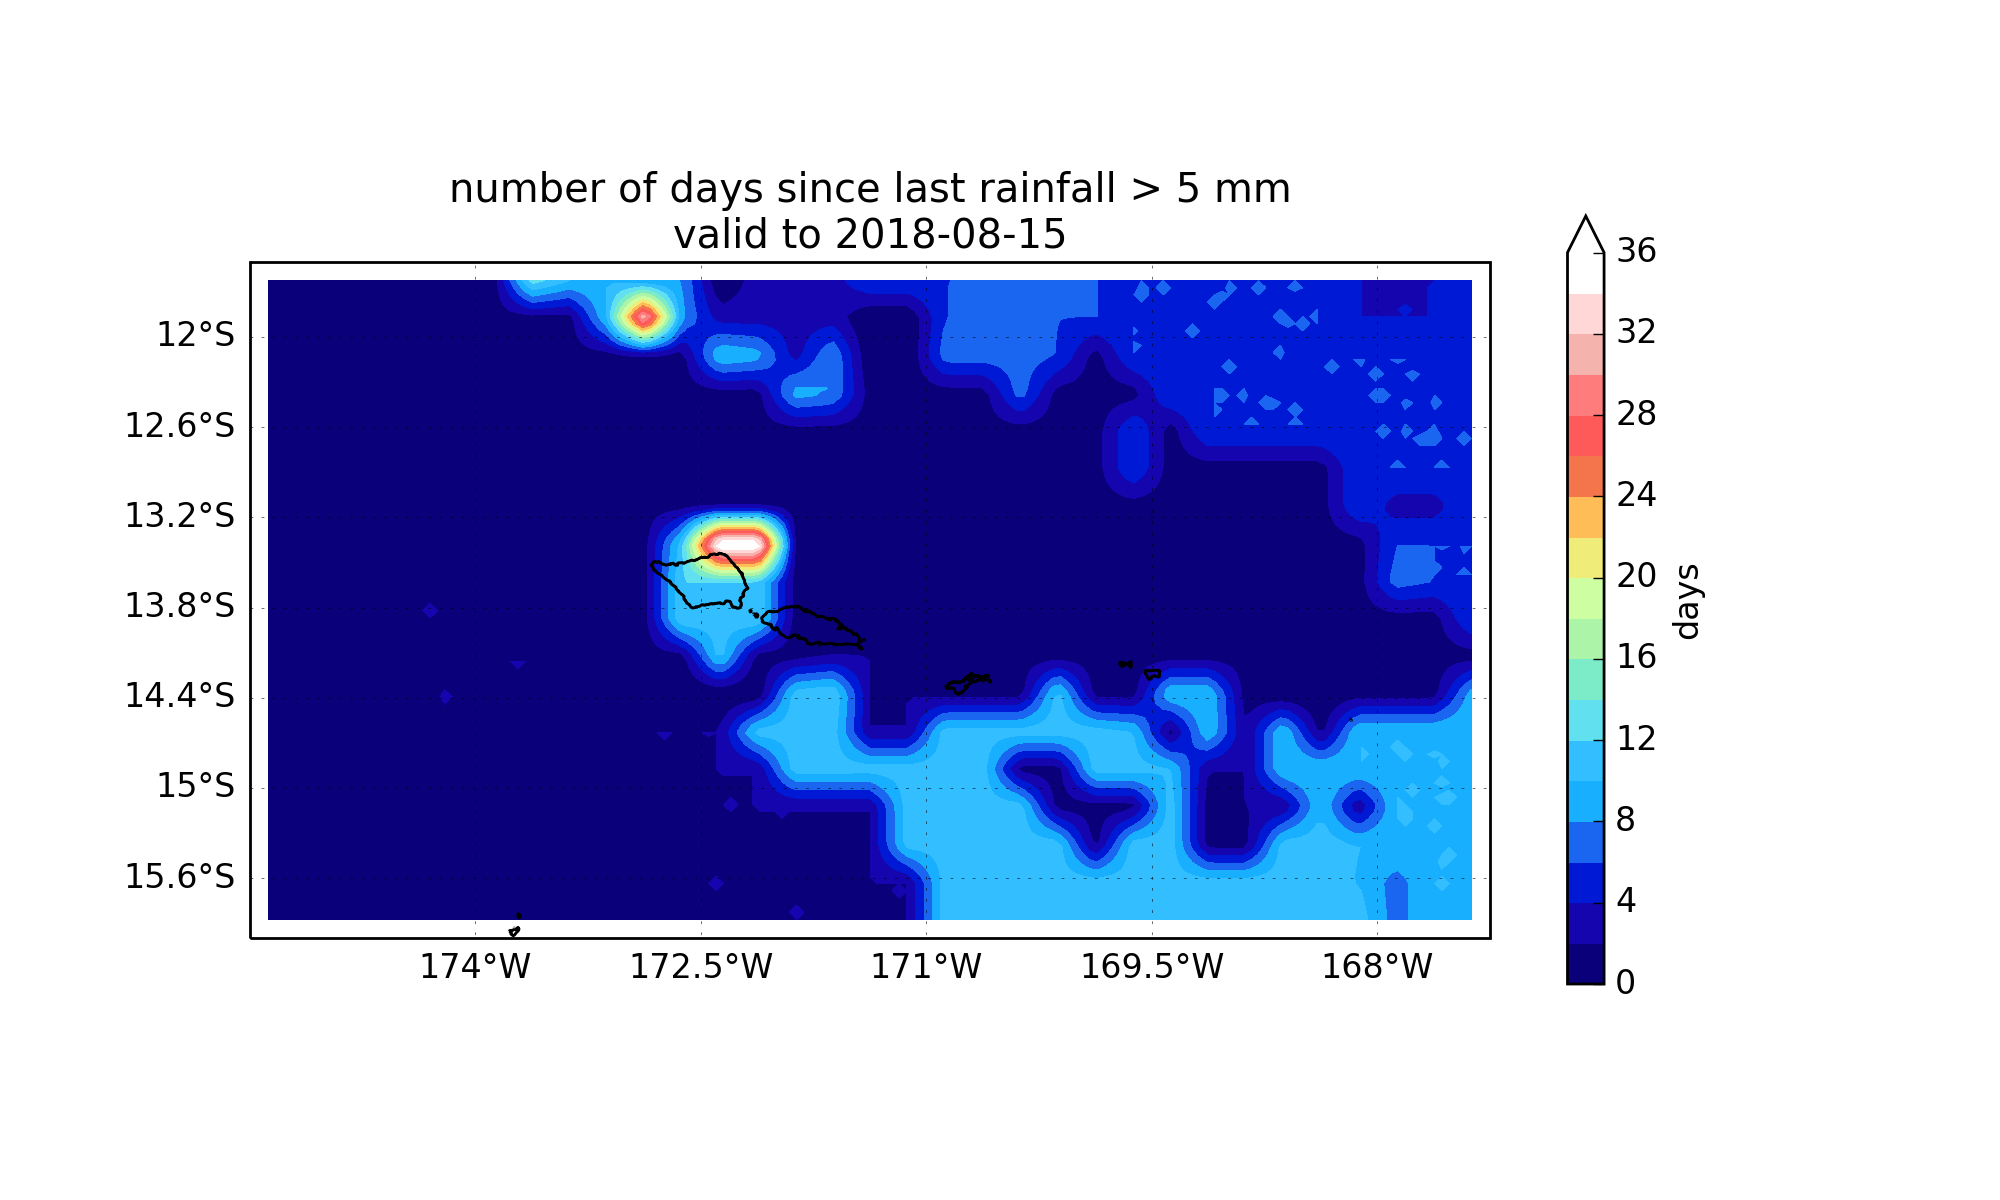 number of days since last rainfall > 5 mm
valid to 2018-08-15
12°S
12.6°S
13.2°S
13.8°S
14.4°S
15°S
15.6°S
174°W
172.5°W
171°W
169.5°W
168°W
36
32
28
24
20
16
12
8
4
0
days